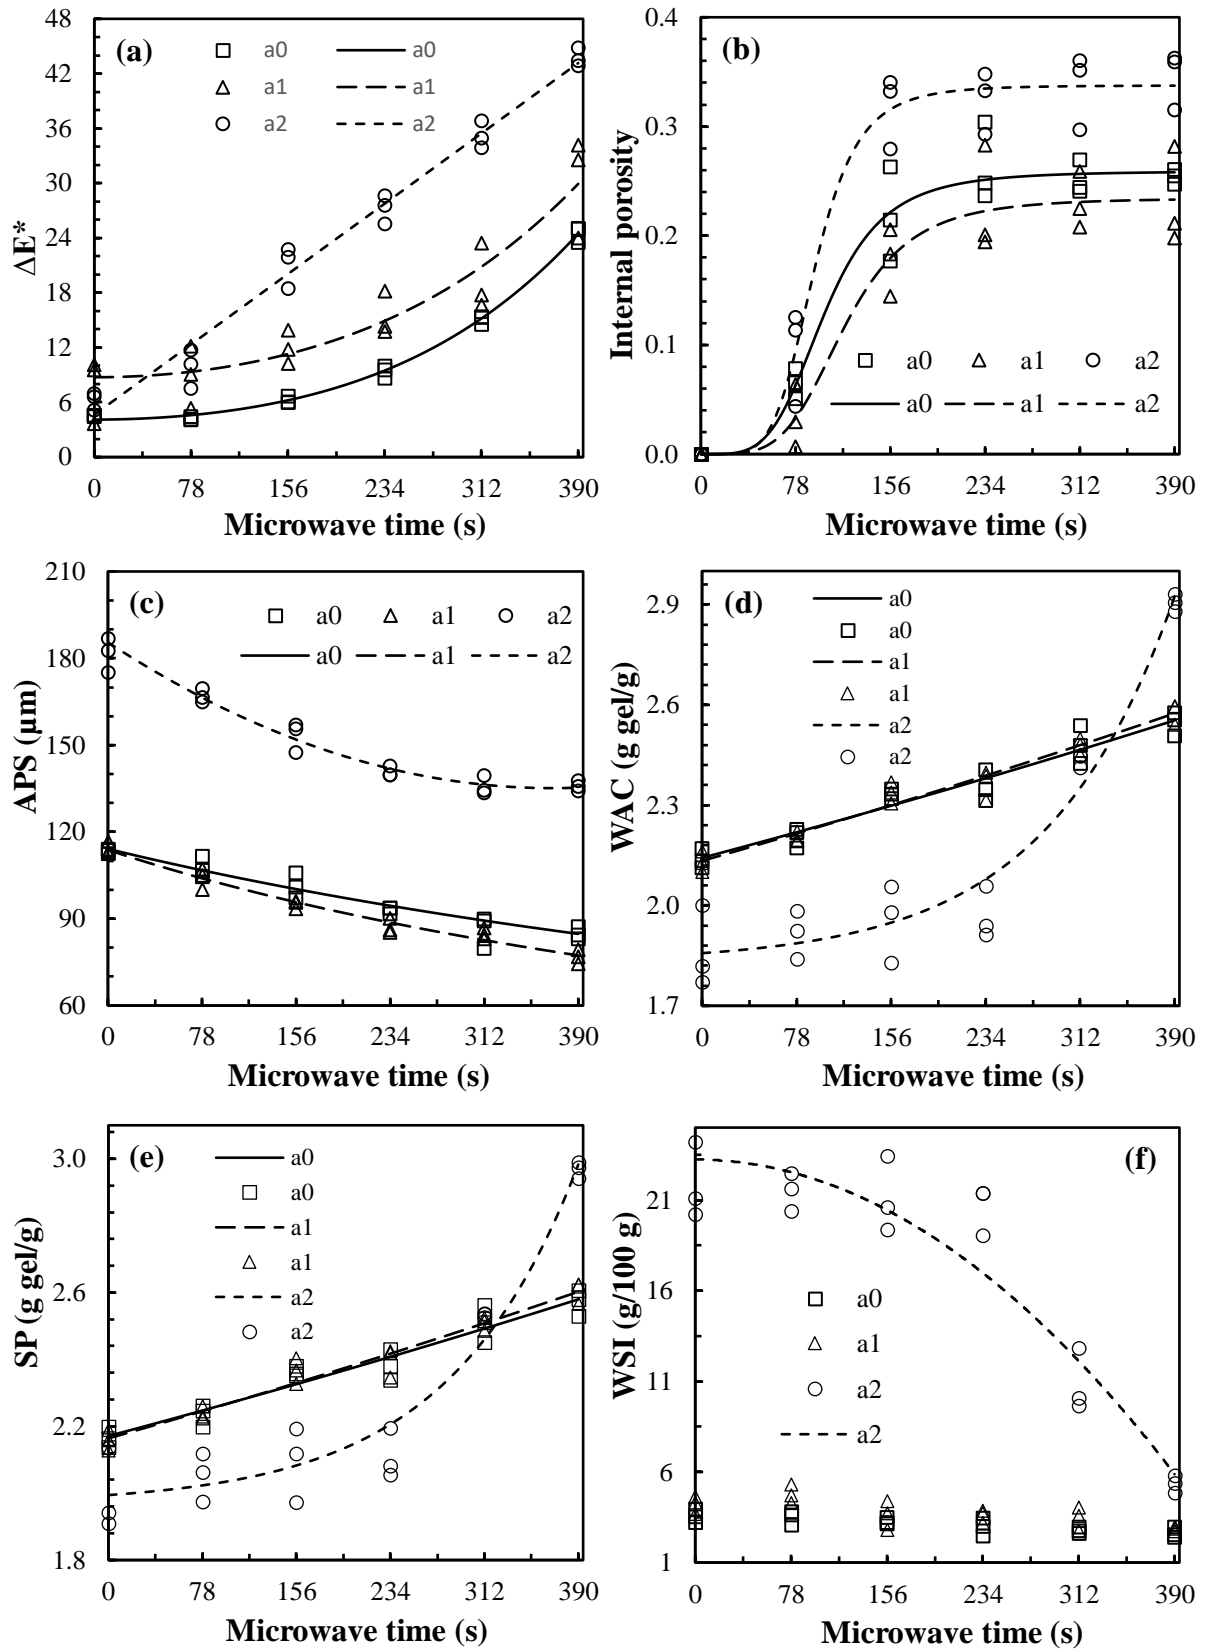 (a)
a0 a0
a1 a1
a2 a2
48
42
36
30
24
18
12
6
0
ΔE*
0 78 156 234 312 390
Microwave time (s)
(b)
0.4
0.3
0.2
0.1
0.0
Internal porosity
a0 a1 a2
a0 a1 a2
0 78 156 234 312 390
Microwave time (s)
(c)
a0 a1 a2
a0 a1 a2
210
180
150
120
90
60
APS (µm)
0 78 156 234 312 390
Microwave time (s)
(d)
a0
a0
a1
a1
a2
a2
2.9
2.6
2.3
2.0
1.7
WAC (g gel/g)
0 78 156 234 312 390
Microwave time (s)
(e)
a0
a0
a1
a1
a2
a2
3.0
2.6
2.2
1.8
SP (g gel/g)
0 78 156 234 312 390
Microwave time (s)
(f)
21
16
11
6
1
WSI (g/100 g)
a0
a1
a2
a2
0 78 156 234 312 390
Microwave time (s)